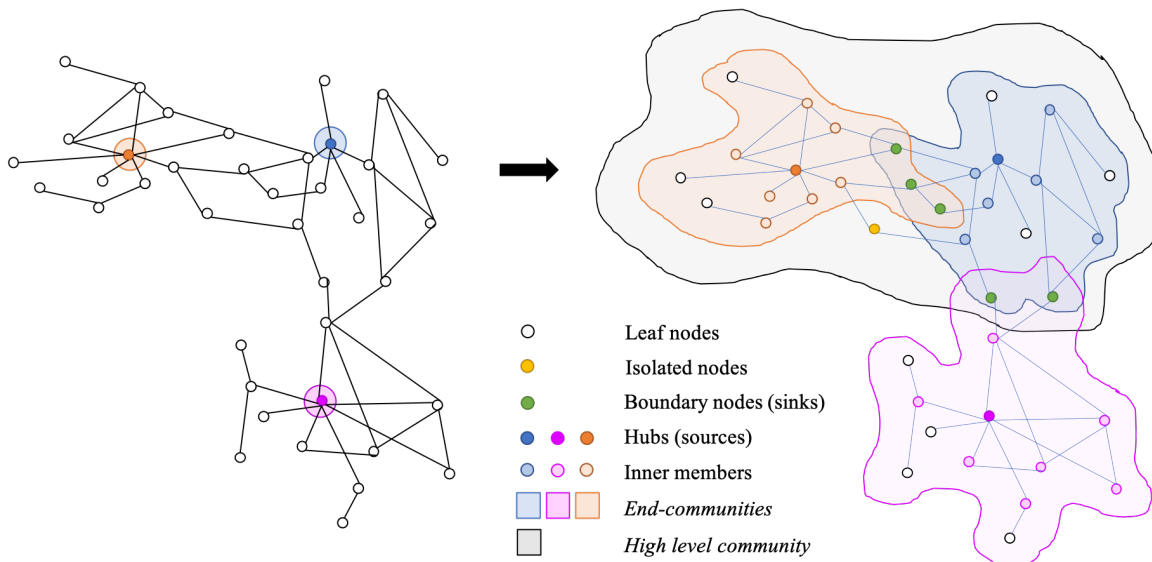 Leaf nodes
Isolated nodes
Boundary nodes (sinks)
Hubs (sources)
Inner members
End-communities
High level community